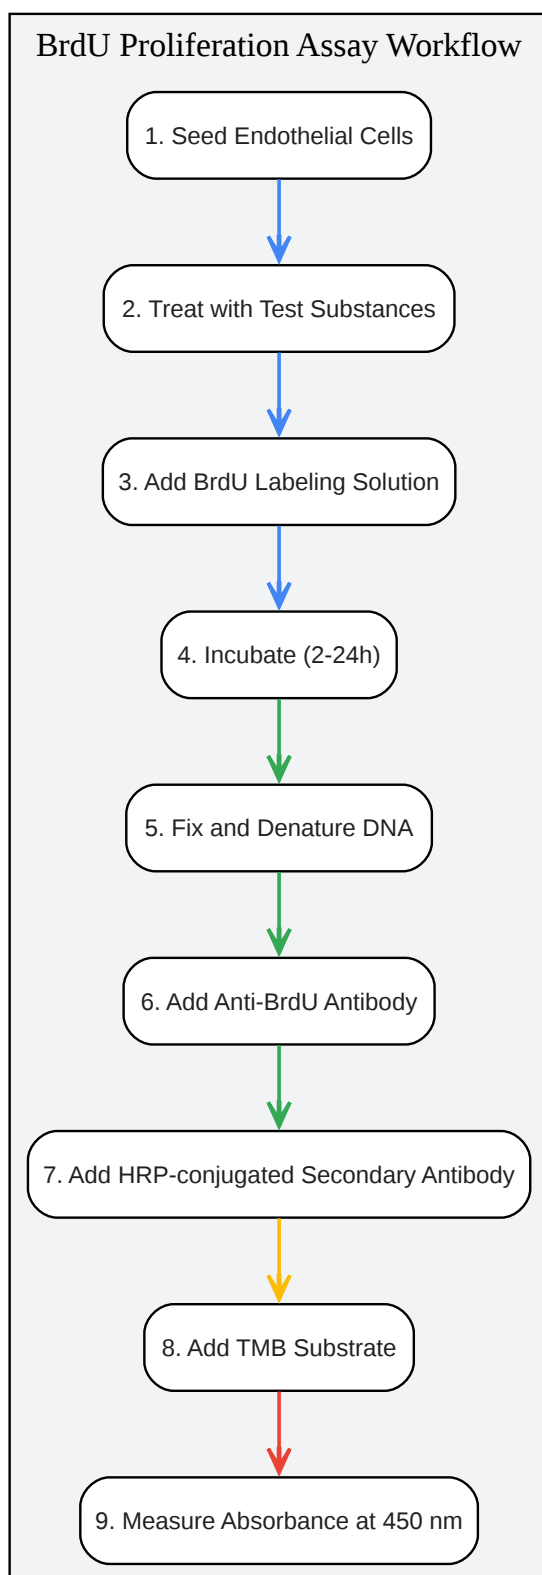 BrdU Proliferation Assay Workflow
1. Seed Endothelial Cells
2. Treat with Test Substances
3. Add BrdU Labeling Solution
4. Incubate (2-24h)
5. Fix and Denature DNA
6. Add Anti-BrdU Antibody
7. Add HRP-conjugated Secondary Antibody
8. Add TMB Substrate
9. Measure Absorbance at 450 nm